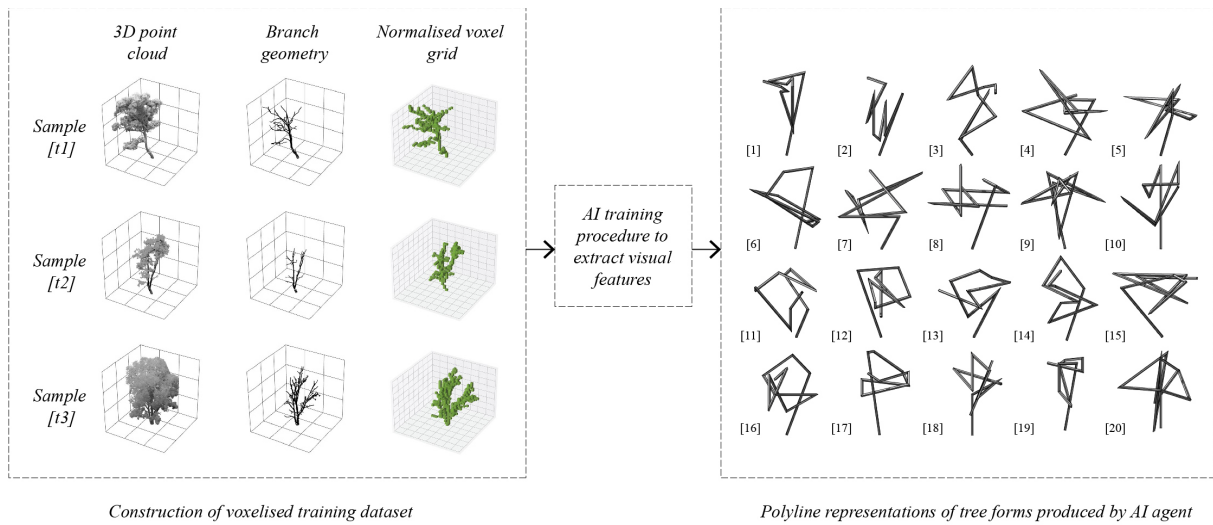 3D point
cloud
Branch
geometry
Normalised voxel
grid
Sample
[t1]
Sample
[t2]
Sample
[t3]
AI training
procedure to
extract visual
features
[1]
[2]
[3]
[4]
[5]
[6]
[7]
[8]
[9]
[10]
[11]
[12]
[13]
[14]
[15]
[16]
[17]
[18]
[19]
[20]
Construction of voxelised training dataset
Polyline representations of tree forms produced by AI agent